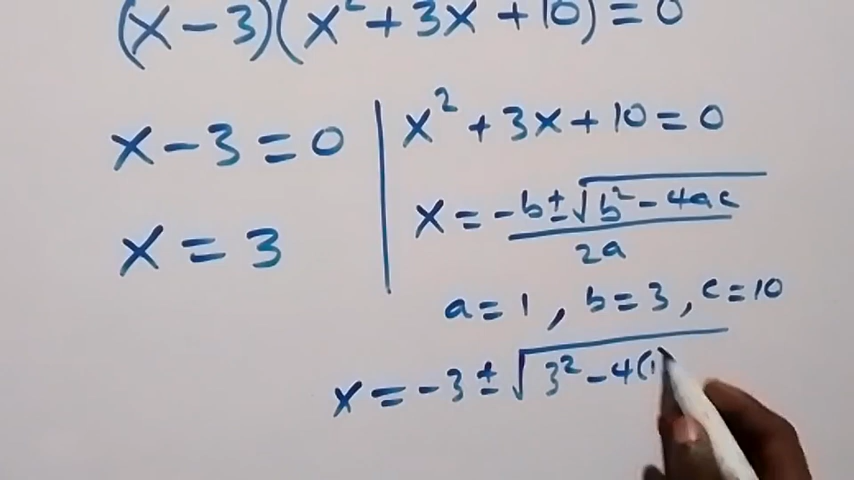 (x-3)(x²+3x+10)=0
x-3=0
x=3
x²+3x+10=0
x=-b±√b²-4ac
2a
a=1, b=3, c=10
x=-3±√3²-4(1)